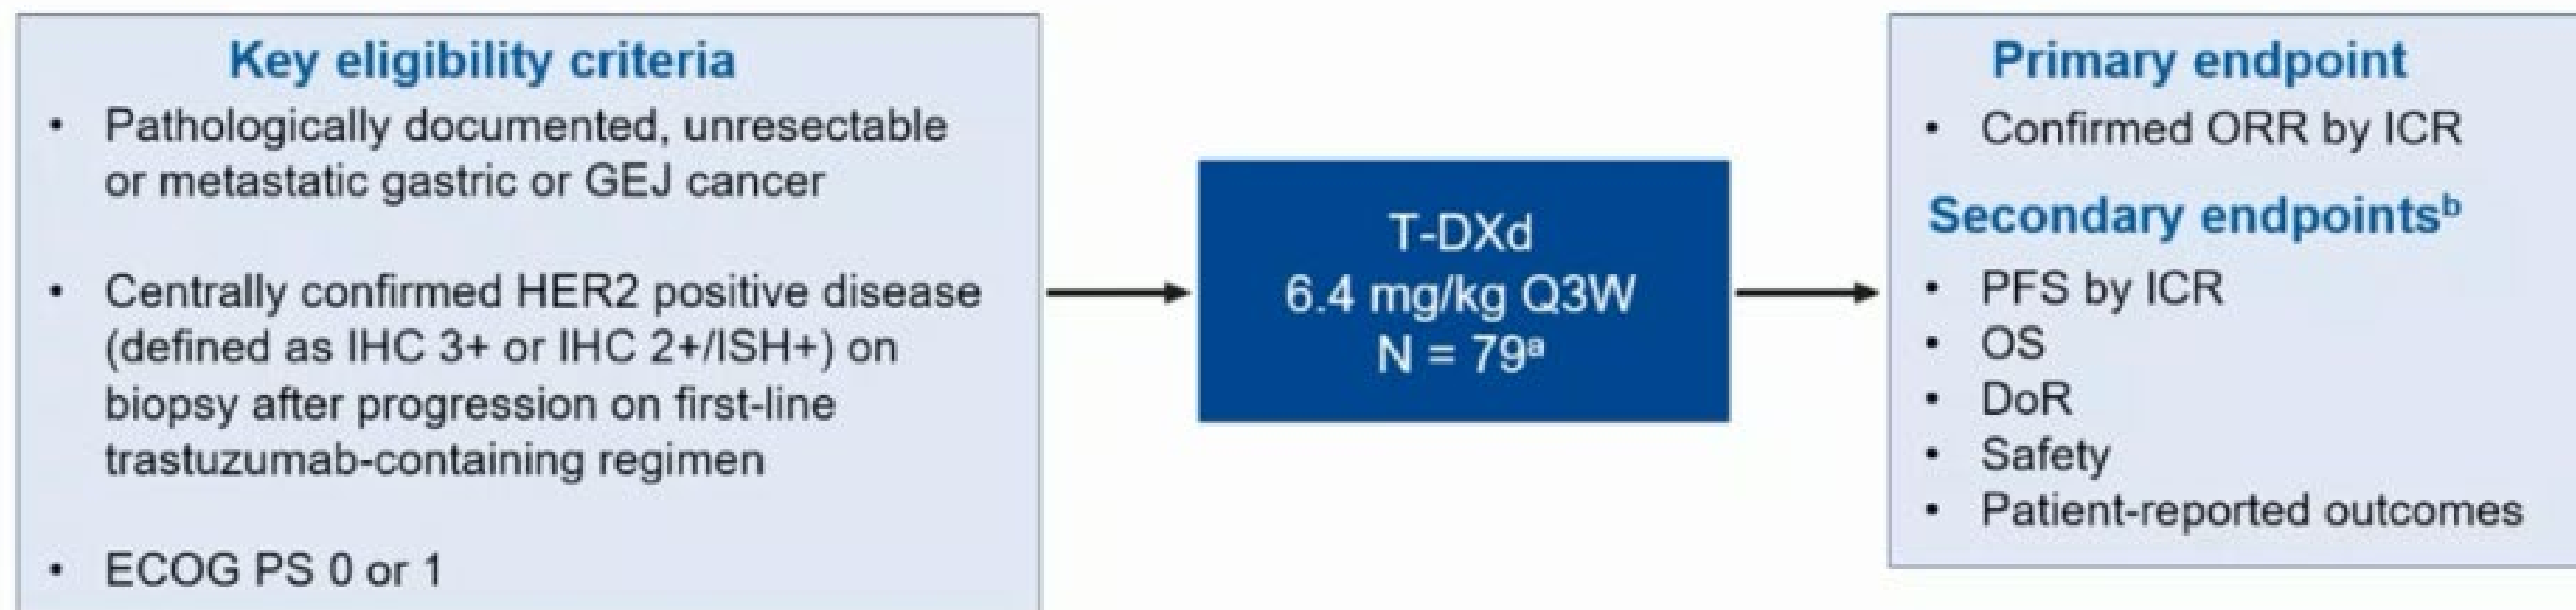 Key eligibility criteria
• Pathologically documented, unresectable
or metastatic gastric or GEJ cancer
• Centrally confirmed HER2 positive disease
(defined as IHC 3+ or IHC 2+/ISH+) on
biopsy after progression on first-line
trastuzumab-containing regimen
• ECOG PS 0 or 1
T-DXd
6.4 mg/kg Q3W
N = 79ª
Primary endpoint
• Confirmed ORR by ICR
Secondary endpointsᵇ
• PFS by ICR
• OS
• DoR
• Safety
• Patient-reported outcomes